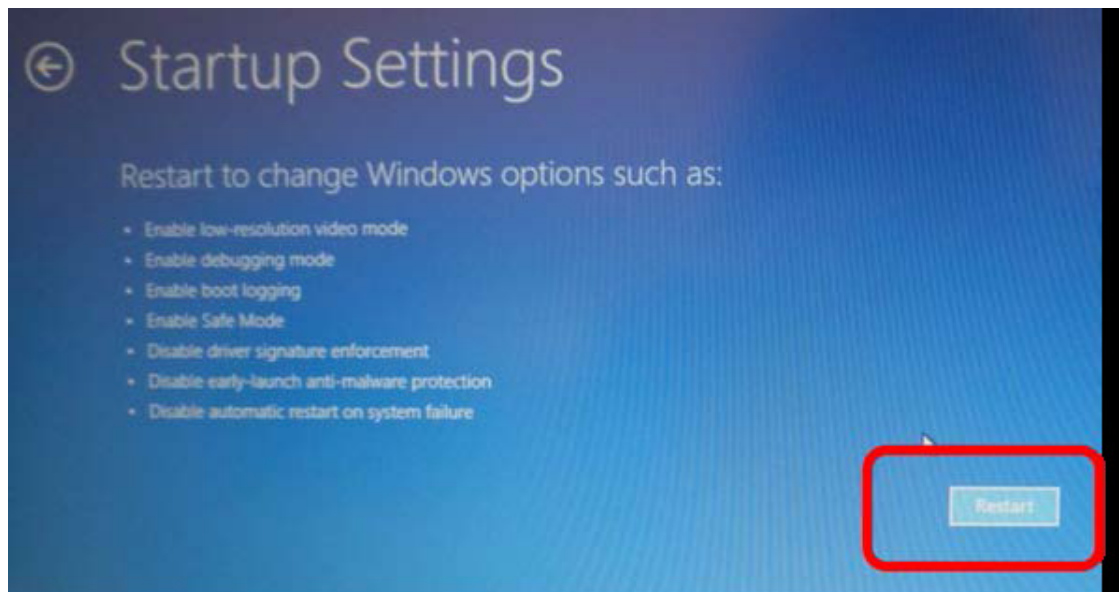 Startup Settings
Restart to change Windows options such as:
• Enable low-resolution video mode
• Enable debugging mode
• Enable boot logging
• Enable Safe Mode
• Disable driver signature enforcement
• Disable early-launch anti-malware protection
• Disable automatic restart on system failure
Restart